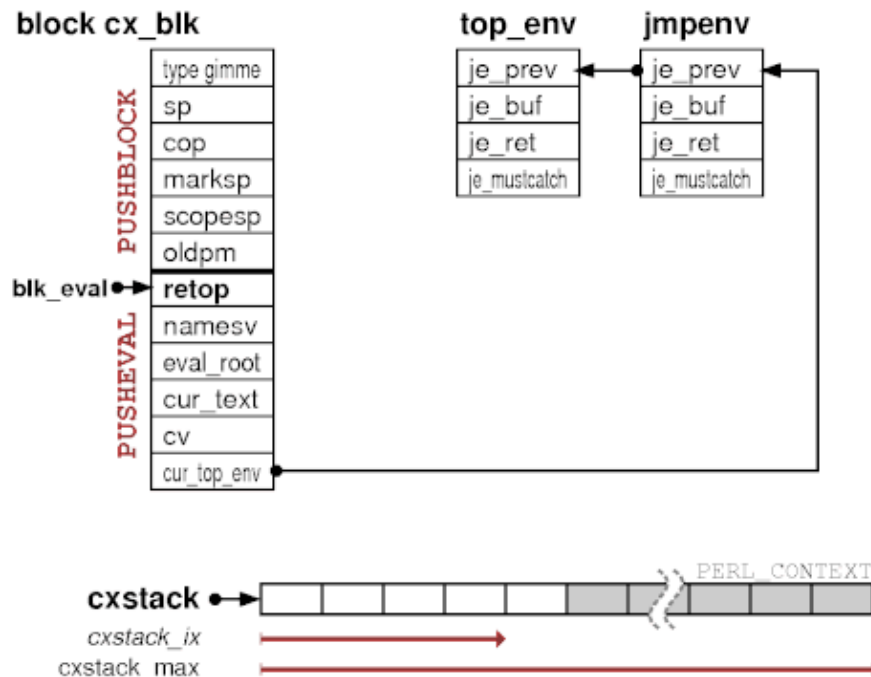 block cx_blk
top_env
jmpenv
type gimme
sp
cop
marksp
scopesp
oldpm
PUSHBLOCK
je_prev
je_buf
je_ret
je_mustcatch
je_prev
je_buf
je_ret
je_mustcatch
blk_eval
retop
namesv
eval_root
cur_text
cv
cur_top_env
PUSHEVAL
PERL_CONTEXT
cxstack
cxstack_ix
cxstack_max